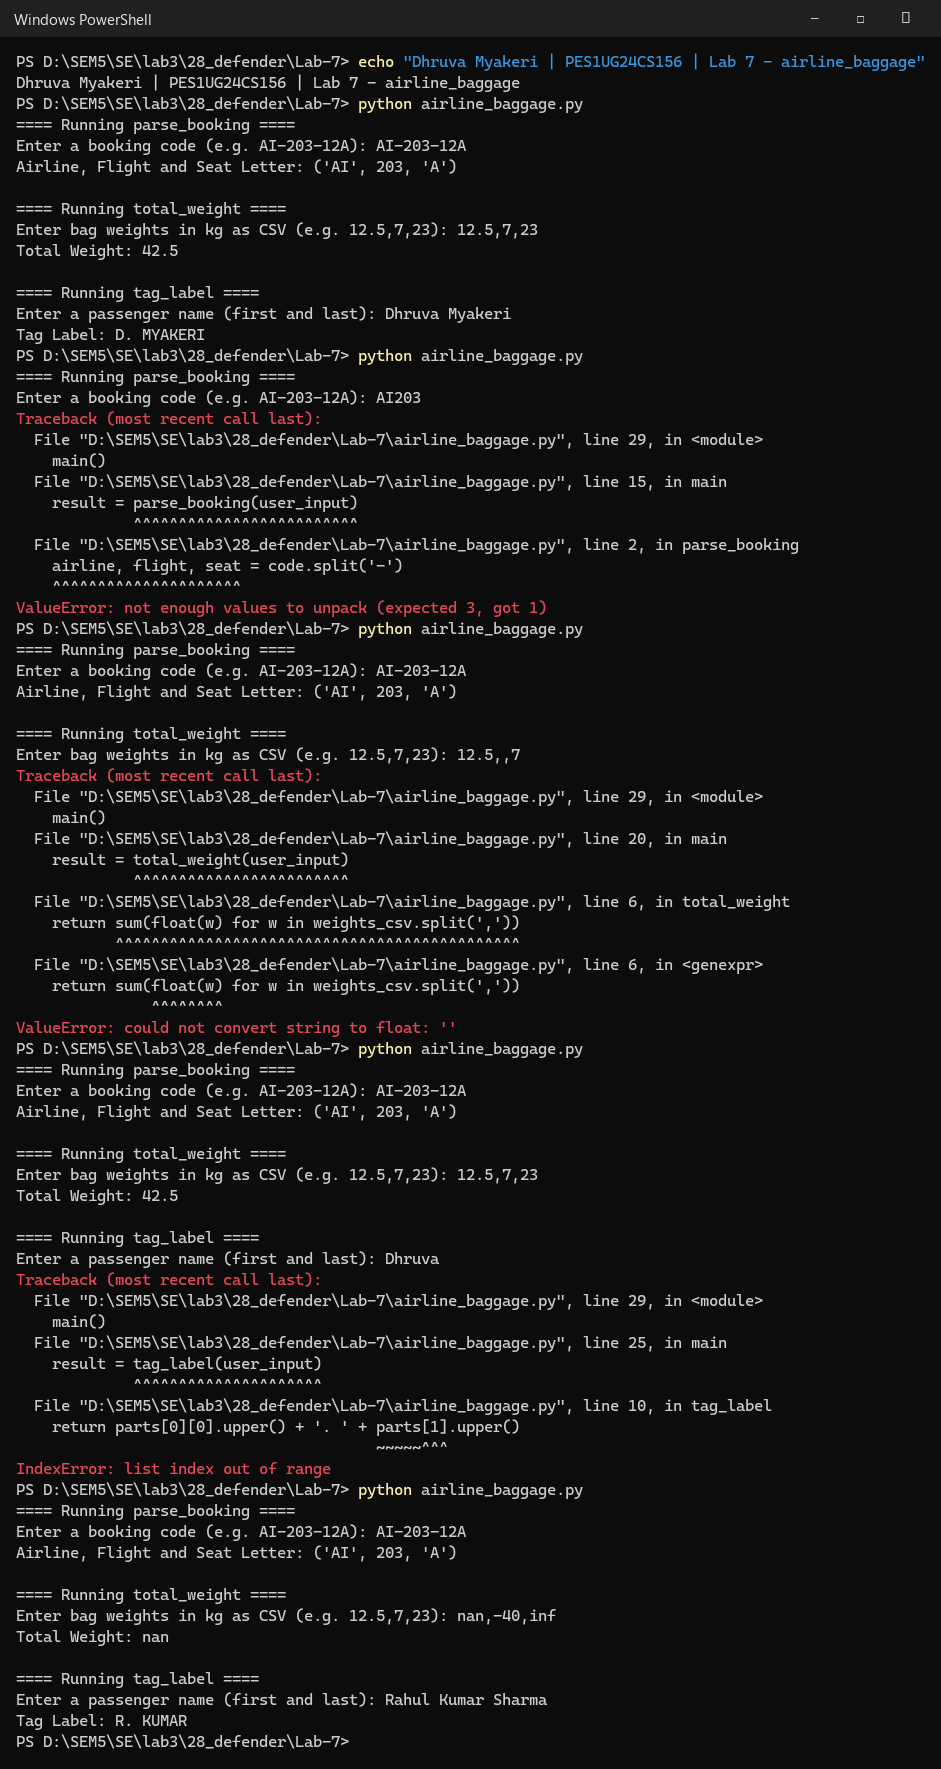 Windows PowerShell
PS D:\SEM5\SE\lab3\28_defender\Lab-7> echo "Dhruva Myakeri | PES1UG24CS156 | Lab 7 - airline_baggage"
Dhruva Myakeri | PES1UG24CS156 | Lab 7 - airline_baggage
PS D:\SEM5\SE\lab3\28_defender\Lab-7> python airline_baggage.py
==== Running parse_booking ====
Enter a booking code (e.g. AI-203-12A): AI-203-12A
Airline, Flight and Seat Letter: ('AI', 203, 'A')

==== Running total_weight ====
Enter bag weights in kg as CSV (e.g. 12.5,7,23): 12.5,7,23
Total Weight: 42.5

==== Running tag_label ====
Enter a passenger name (first and last): Dhruva Myakeri
Tag Label: D. MYAKERI
PS D:\SEM5\SE\lab3\28_defender\Lab-7> python airline_baggage.py
==== Running parse_booking ====
Enter a booking code (e.g. AI-203-12A): AI203
Traceback (most recent call last):
  File "D:\SEM5\SE\lab3\28_defender\Lab-7\airline_baggage.py", line 29, in <module>
    main()
  File "D:\SEM5\SE\lab3\28_defender\Lab-7\airline_baggage.py", line 15, in main
    result = parse_booking(user_input)
             ^^^^^^^^^^^^^^^^^^^^^^^^^
  File "D:\SEM5\SE\lab3\28_defender\Lab-7\airline_baggage.py", line 2, in parse_booking
    airline, flight, seat = code.split('-')
    ^^^^^^^^^^^^^^^^^^^^^
ValueError: not enough values to unpack (expected 3, got 1)
PS D:\SEM5\SE\lab3\28_defender\Lab-7> python airline_baggage.py
==== Running parse_booking ====
Enter a booking code (e.g. AI-203-12A): AI-203-12A
Airline, Flight and Seat Letter: ('AI', 203, 'A')

==== Running total_weight ====
Enter bag weights in kg as CSV (e.g. 12.5,7,23): 12.5,,7
Traceback (most recent call last):
  File "D:\SEM5\SE\lab3\28_defender\Lab-7\airline_baggage.py", line 29, in <module>
    main()
  File "D:\SEM5\SE\lab3\28_defender\Lab-7\airline_baggage.py", line 20, in main
    result = total_weight(user_input)
             ^^^^^^^^^^^^^^^^^^^^^^^^
  File "D:\SEM5\SE\lab3\28_defender\Lab-7\airline_baggage.py", line 6, in total_weight
    return sum(float(w) for w in weights_csv.split(','))
           ^^^^^^^^^^^^^^^^^^^^^^^^^^^^^^^^^^^^^^^^^^^^^
  File "D:\SEM5\SE\lab3\28_defender\Lab-7\airline_baggage.py", line 6, in <genexpr>
    return sum(float(w) for w in weights_csv.split(','))
               ^^^^^^^^
ValueError: could not convert string to float: ''
PS D:\SEM5\SE\lab3\28_defender\Lab-7> python airline_baggage.py
==== Running parse_booking ====
Enter a booking code (e.g. AI-203-12A): AI-203-12A
Airline, Flight and Seat Letter: ('AI', 203, 'A')

==== Running total_weight ====
Enter bag weights in kg as CSV (e.g. 12.5,7,23): 12.5,7,23
Total Weight: 42.5

==== Running tag_label ====
Enter a passenger name (first and last): Dhruva
Traceback (most recent call last):
  File "D:\SEM5\SE\lab3\28_defender\Lab-7\airline_baggage.py", line 29, in <module>
    main()
  File "D:\SEM5\SE\lab3\28_defender\Lab-7\airline_baggage.py", line 25, in main
    result = tag_label(user_input)
             ^^^^^^^^^^^^^^^^^^^^^
  File "D:\SEM5\SE\lab3\28_defender\Lab-7\airline_baggage.py", line 10, in tag_label
    return parts[0][0].upper() + '. ' + parts[1].upper()
                                        ~~~~~^^^
IndexError: list index out of range
PS D:\SEM5\SE\lab3\28_defender\Lab-7> python airline_baggage.py
==== Running parse_booking ====
Enter a booking code (e.g. AI-203-12A): AI-203-12A
Airline, Flight and Seat Letter: ('AI', 203, 'A')

==== Running total_weight ====
Enter bag weights in kg as CSV (e.g. 12.5,7,23): nan,-40,inf
Total Weight: nan

==== Running tag_label ====
Enter a passenger name (first and last): Rahul Kumar Sharma
Tag Label: R. KUMAR
PS D:\SEM5\SE\lab3\28_defender\Lab-7>